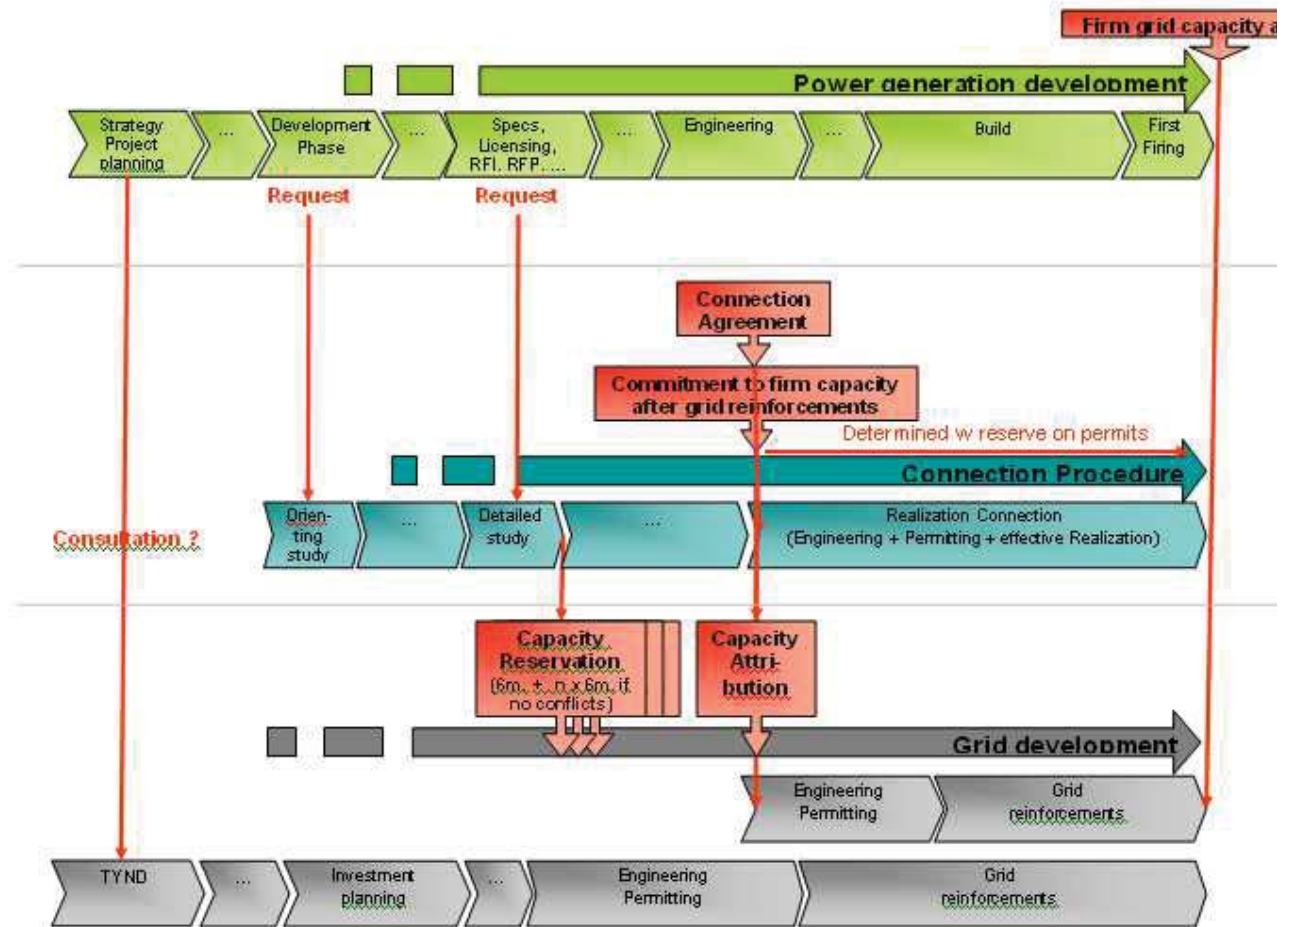 Firm grid capacity a
Power generation development
Strategy
Project
planning
...
Development
Phase
...
Specs,
Licensing,
RFI, RFP.....
...
Engineering
...
Build
First
Firing
Request
Request
Connection
Agreement
Commitment to firm capacity
after grid reinforcements
Determined w reserve on permits
Connection Procedure
Consultation ?
Orien-
ting
study
...
Detailed
study
...
Realization Connection
(Engineering + Permitting + effective Realization)
Capacity
Reservation
(6m. + n x 6m. if
no conflicts)
Capacity
Attri-
bution
Grid development
Engineering
Permitting
Grid
reinforcements
TYND
...
Investment
planning
...
Engineering
Permitting
Grid
reinforcements